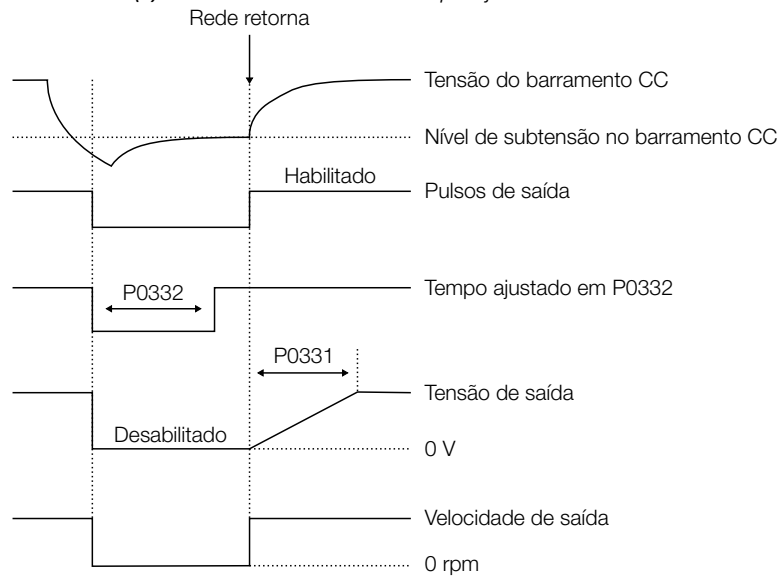 Rede retorna
Tensão do barramento CC
Nível de subtensão no barramento CC
Habilitado
Pulsos de saída
P0332
Tempo ajustado em P0332
P0331
Tensão de saída
Desabilitado
0 V
Velocidade de saída
0 rpm